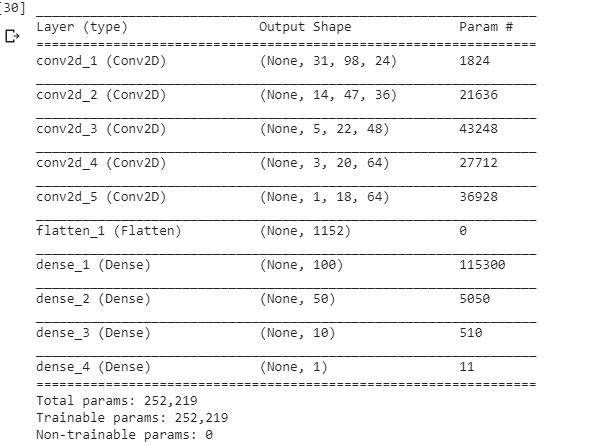 [30]
Layer (type) Output Shape Param #
conv2d_1 (Conv2D) (None, 31, 98, 24) 1824
conv2d_2 (Conv2D) (None, 14, 47, 36) 21636
conv2d_3 (Conv2D) (None, 5, 22, 48) 43248
conv2d_4 (Conv2D) (None, 3, 20, 64) 27712
conv2d_5 (Conv2D) (None, 1, 18, 64) 36928
flatten_1 (Flatten) (None, 1152) 0
dense_1 (Dense) (None, 100) 115300
dense_2 (Dense) (None, 50) 5050
dense_3 (Dense) (None, 10) 510
dense_4 (Dense) (None, 1) 11
Total params: 252,219
Trainable params: 252,219
Non-trainable params: 0